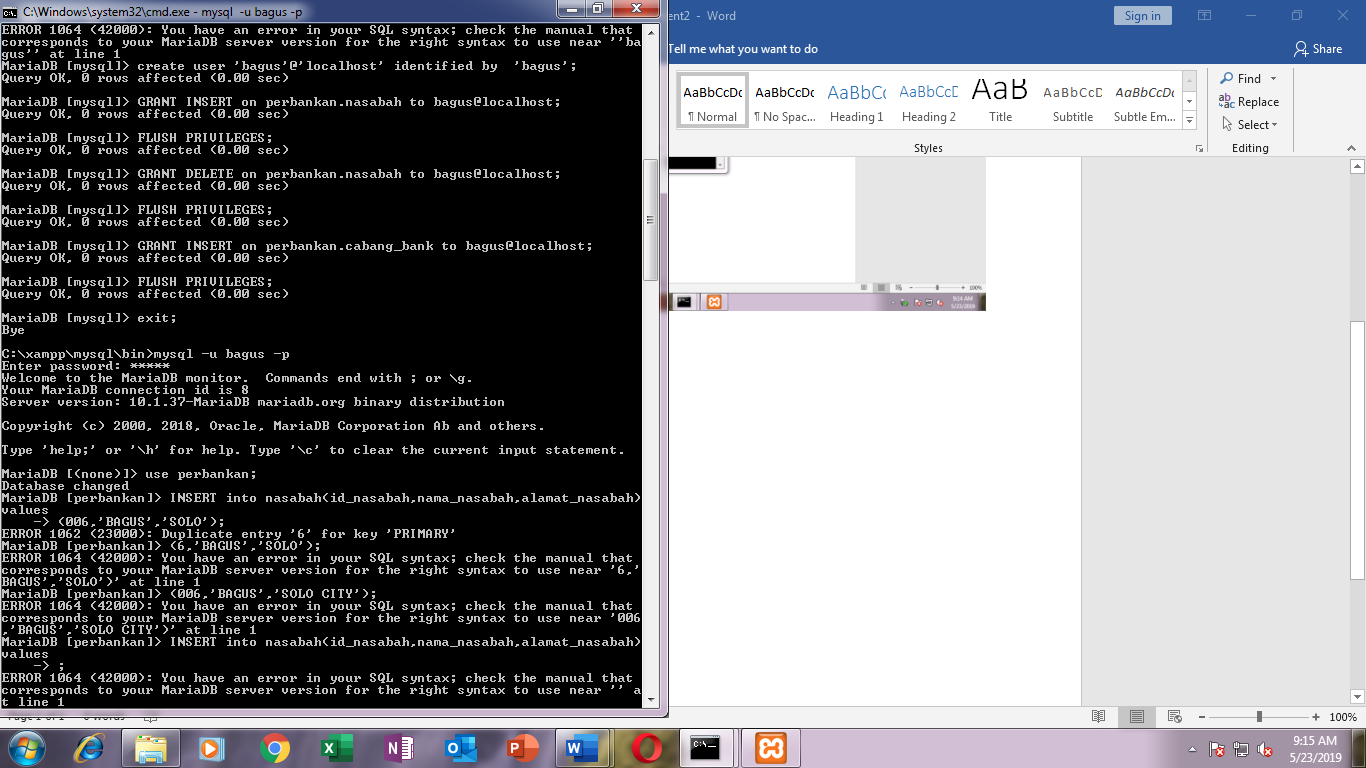 C:\Windows\system32\cmd.exe - mysql -u bagus -p
ERROR 1064 (42000): You have an error in your SQL syntax; check the manual that
corresponds to your MariaDB server version for the right syntax to use near ''ba
gus'' at line 1
MariaDB [mysql]> create user 'bagus'@'localhost' identified by  'bagus';
Query OK, 0 rows affected (0.00 sec)
MariaDB [mysql]> GRANT INSERT on perbankan.nasabah to bagus@localhost;
Query OK, 0 rows affected (0.00 sec)
MariaDB [mysql]> FLUSH PRIVILEGES;
Query OK, 0 rows affected (0.00 sec)
MariaDB [mysql]> GRANT DELETE on perbankan.nasabah to bagus@localhost;
Query OK, 0 rows affected (0.00 sec)
MariaDB [mysql]> FLUSH PRIVILEGES;
Query OK, 0 rows affected (0.00 sec)
MariaDB [mysql]> GRANT INSERT on perbankan.cabang_bank to bagus@localhost;
Query OK, 0 rows affected (0.00 sec)
MariaDB [mysql]> FLUSH PRIVILEGES;
Query OK, 0 rows affected (0.00 sec)
MariaDB [mysql]> exit;
Bye
C:\xampp\mysql\bin>mysql -u bagus -p
Enter password: *****
Welcome to the MariaDB monitor.  Commands end with ; or \g.
Your MariaDB connection id is 8
Server version: 10.1.37-MariaDB mariadb.org binary distribution
Copyright (c) 2000, 2018, Oracle, MariaDB Corporation Ab and others.
Type 'help;' or '\h' for help. Type '\c' to clear the current input statement.
MariaDB [(none)]> use perbankan;
Database changed
MariaDB [perbankan]> INSERT into nasabah(id_nasabah,nama_nasabah,alamat_nasabah)
values
-> (006,'BAGUS','SOLO');
ERROR 1062 (23000): Duplicate entry '6' for key 'PRIMARY'
MariaDB [perbankan]> (6,'BAGUS','SOLO');
ERROR 1064 (42000): You have an error in your SQL syntax; check the manual that
corresponds to your MariaDB server version for the right syntax to use near '6,'
BAGUS','SOLO')' at line 1
MariaDB [perbankan]> (006,'BAGUS','SOLO CITY');
ERROR 1064 (42000): You have an error in your SQL syntax; check the manual that
corresponds to your MariaDB server version for the right syntax to use near '006
,'BAGUS','SOLO CITY')' at line 1
MariaDB [perbankan]> INSERT into nasabah(id_nasabah,nama_nasabah,alamat_nasabah)
values
-> ;
ERROR 1064 (42000): You have an error in your SQL syntax; check the manual that
corresponds to your MariaDB server version for the right syntax to use near '' a
t line 1
ent2 - Word
Sign in
Tell me what you want to do
Share
AaBbCcDc AaBbCcDc AaBbCc AaBbCcD AaB AaBbCcD AaBbCcDc
¶ Normal ¶ No Spac... Heading 1 Heading 2 Title Subtitle Subtle Em...
Find
Replace
Select
Styles
Editing
100%
9:14 AM
5/23/2019
100%
9:15 AM
5/23/2019